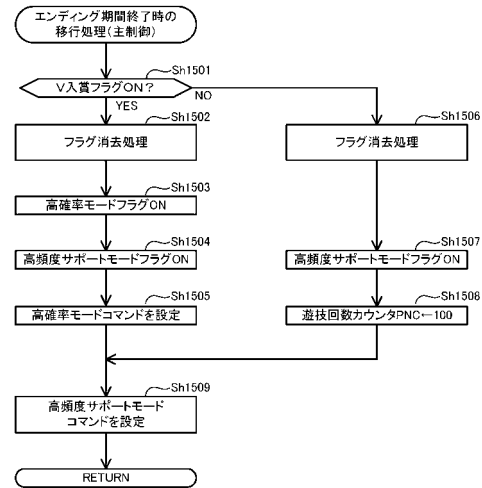 エンディング期間終了時の
移行処理(主制御)
Sh1501
V入賞フラグON?
YES
NO
Sh1502
フラグ消去処理
Sh1506
フラグ消去処理
Sh1503
高確率モードフラグON
Sh1504
高頻度サポートモードフラグON
Sh1507
高頻度サポートモードフラグON
Sh1505
高確率モードコマンドを設定
Sh1508
遊技回数カウンタPNC←100
Sh1509
高頻度サポートモード
コマンドを設定
RETURN